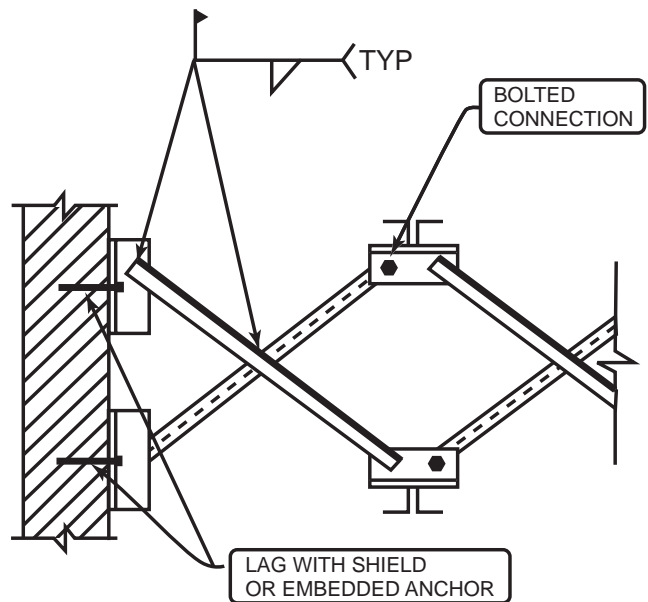 TYP
BOLTED
CONNECTION
LAG WITH SHIELD
OR EMBEDDED ANCHOR